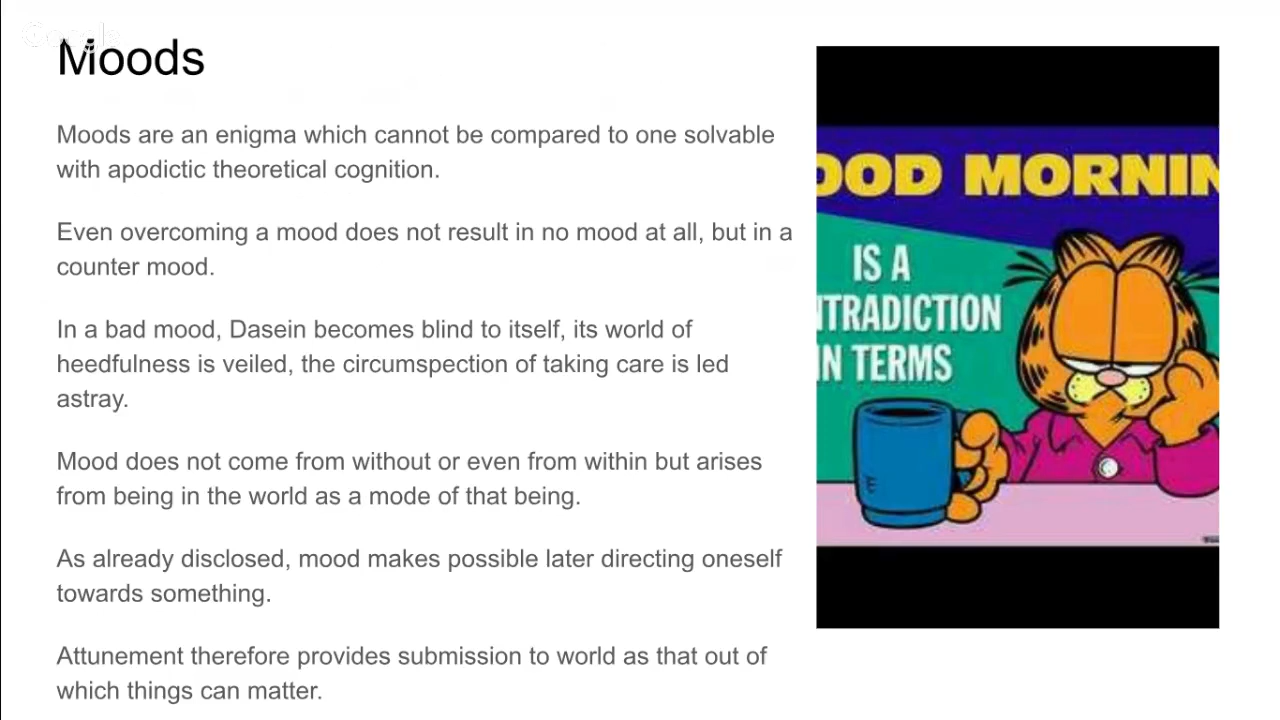 Google
Moods
Moods are an enigma which cannot be compared to one solvable
with apodictic theoretical cognition.
Even overcoming a mood does not result in no mood at all, but in a
counter mood.
In a bad mood, Dasein becomes blind to itself, its world of
heedfulness is veiled, the circumspection of taking care is led
astray.
Mood does not come from without or even from within but arises
from being in the world as a mode of that being.
As already disclosed, mood makes possible later directing oneself
towards something.
Attunement therefore provides submission to world as that out of
which things can matter.
OOD MORNIN
IS A
NTRADICTION
IN TERMS